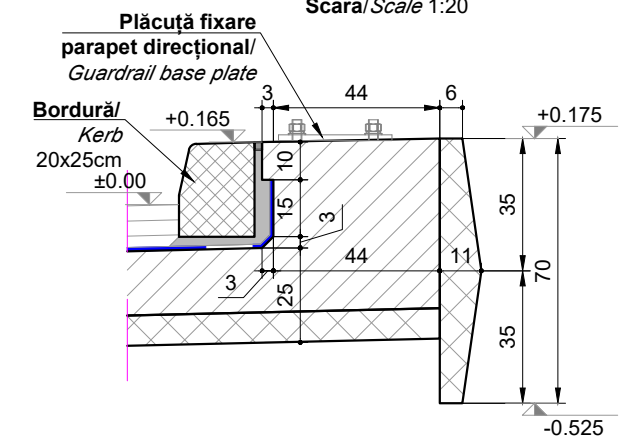 Scara/Scale 1:20
Plăcuță fixare
parapet direcțional/
Guardrail base plate
3 44 6
Bordură/
Kerb
20x25cm
+0.165
+0.175
±0.00
10
15
3
35
44 11
70
3
25
35
-0.525